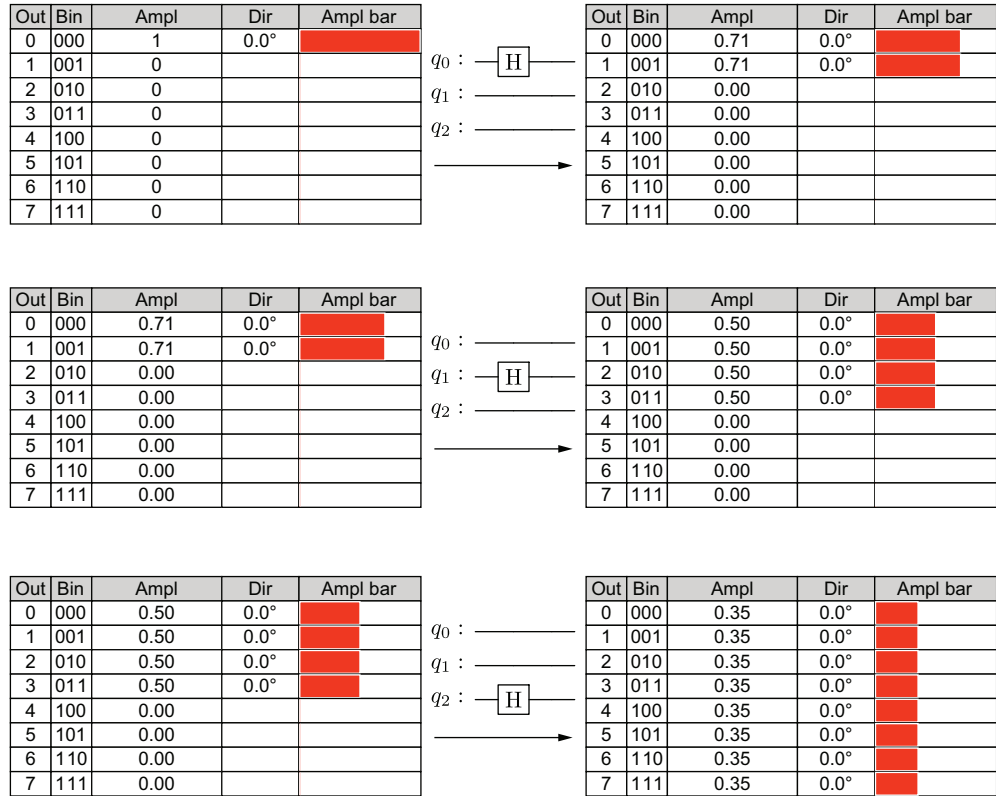 Out Bin Ampl Dir Ampl bar
0 000 1 0.0°
1 001 0
2 010 0
3 011 0
4 100 0
5 101 0
6 110 0
7 111 0
q0 : H
q1 :
q2 :
Out Bin Ampl Dir Ampl bar
0 000 0.71 0.0°
1 001 0.71 0.0°
2 010 0.00
3 011 0.00
4 100 0.00
5 101 0.00
6 110 0.00
7 111 0.00
Out Bin Ampl Dir Ampl bar
0 000 0.71 0.0°
1 001 0.71 0.0°
2 010 0.00
3 011 0.00
4 100 0.00
5 101 0.00
6 110 0.00
7 111 0.00
q0 :
q1 : H
q2 :
Out Bin Ampl Dir Ampl bar
0 000 0.50 0.0°
1 001 0.50 0.0°
2 010 0.50 0.0°
3 011 0.50 0.0°
4 100 0.00
5 101 0.00
6 110 0.00
7 111 0.00
Out Bin Ampl Dir Ampl bar
0 000 0.50 0.0°
1 001 0.50 0.0°
2 010 0.50 0.0°
3 011 0.50 0.0°
4 100 0.00
5 101 0.00
6 110 0.00
7 111 0.00
q0 :
q1 :
q2 : H
Out Bin Ampl Dir Ampl bar
0 000 0.35 0.0°
1 001 0.35 0.0°
2 010 0.35 0.0°
3 011 0.35 0.0°
4 100 0.35 0.0°
5 101 0.35 0.0°
6 110 0.35 0.0°
7 111 0.35 0.0°